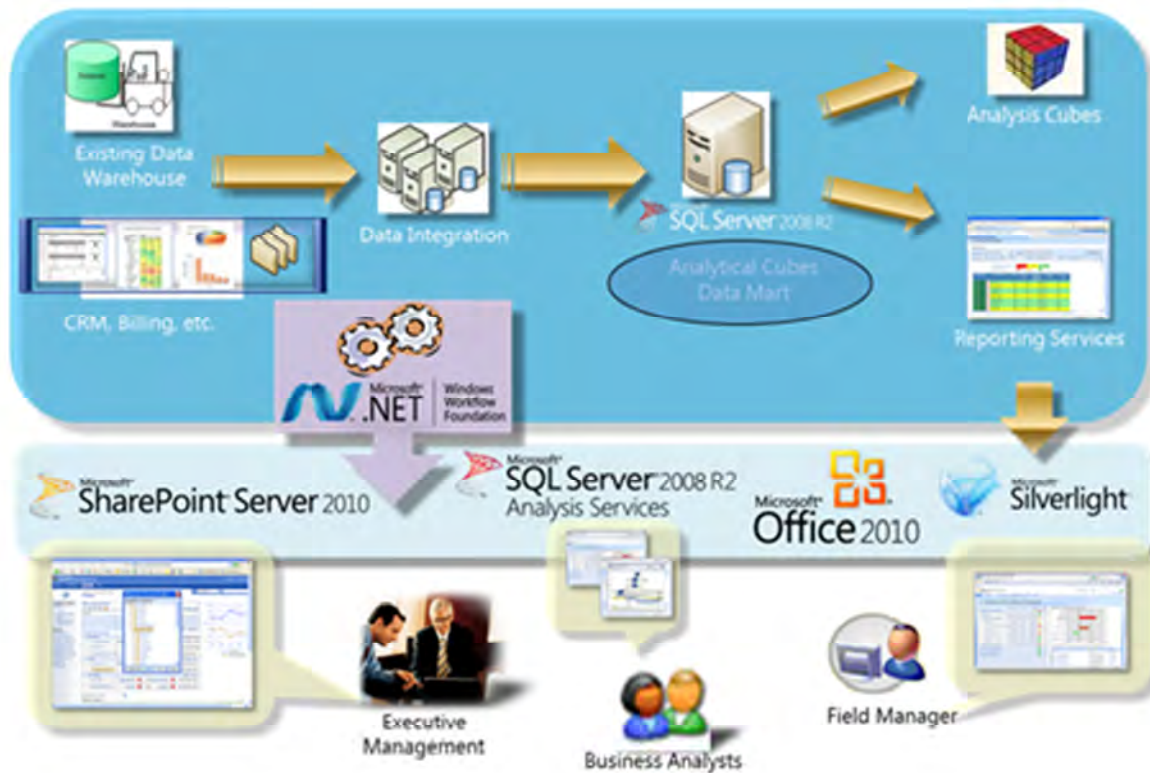 Warehouse
Existing Data
Warehouse
CRM, Billing, etc.
Data Integration
Microsoft
SQL Server 2008 R2
Analytical Cubes
Data Mart
Analysis Cubes
Reporting Services
Microsoft
.NET
Windows
Workflow
Foundation
Microsoft
SharePoint Server 2010
Microsoft
SQL Server 2008 R2
Analysis Services
Microsoft
Office 2010
Microsoft
Silverlight
Executive
Management
Business Analysts
Field Manager